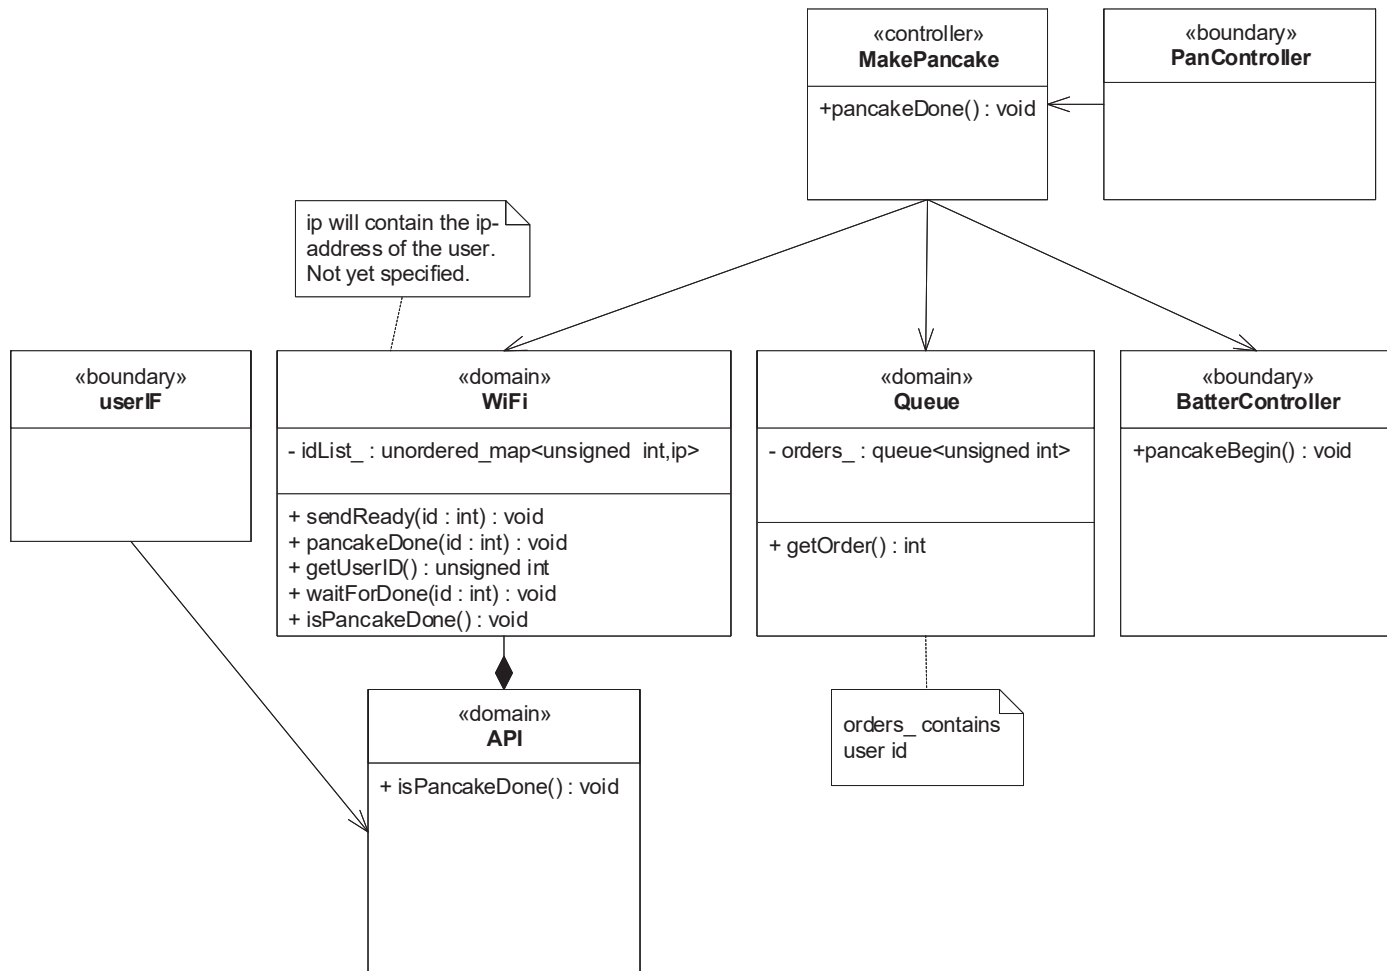 «controller»
MakePancake
+pancakeDone() : void
«boundary»
PanController
ip will contain the ip-
address of the user.
Not yet specified.
«boundary»
userIF
«domain»
WiFi
- idList_ : unordered_map<unsigned  int,ip>
+ sendReady(id : int) : void
+ pancakeDone(id : int) : void
+ getUserID() : unsigned int
+ waitForDone(id : int) : void
+ isPancakeDone() : void
«domain»
Queue
- orders_ : queue<unsigned int>
+ getOrder() : int
«boundary»
BatterController
+pancakeBegin() : void
«domain»
API
+ isPancakeDone() : void
orders_ contains
user id